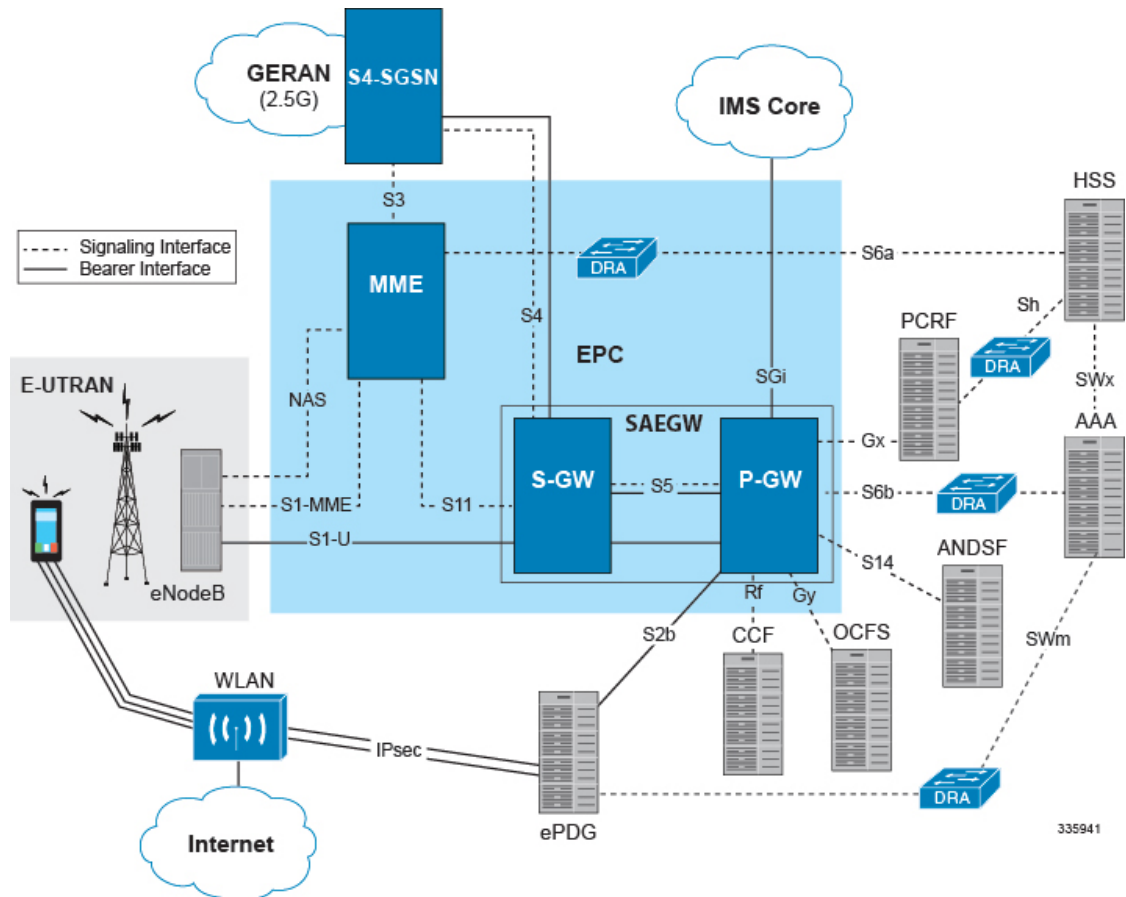 GERAN
(2.5G)
S4-SGSN
IMS Core
HSS
S3
Signaling Interface
Bearer Interface
MME
DRA
S6a
S4
Sh
PCRF
DRA
EPC
E-UTRAN
NAS
SGi
SWx
SAEGW
AAA
Gx
S-GW
S5
P-GW
S6b
DRA
S1-MME
S11
S1-U
S14
ANDSF
eNodeB
Rf
Gy
S2b
CCF
OCFS
SWm
WLAN
IPsec
DRA
Internet
ePDG
335941